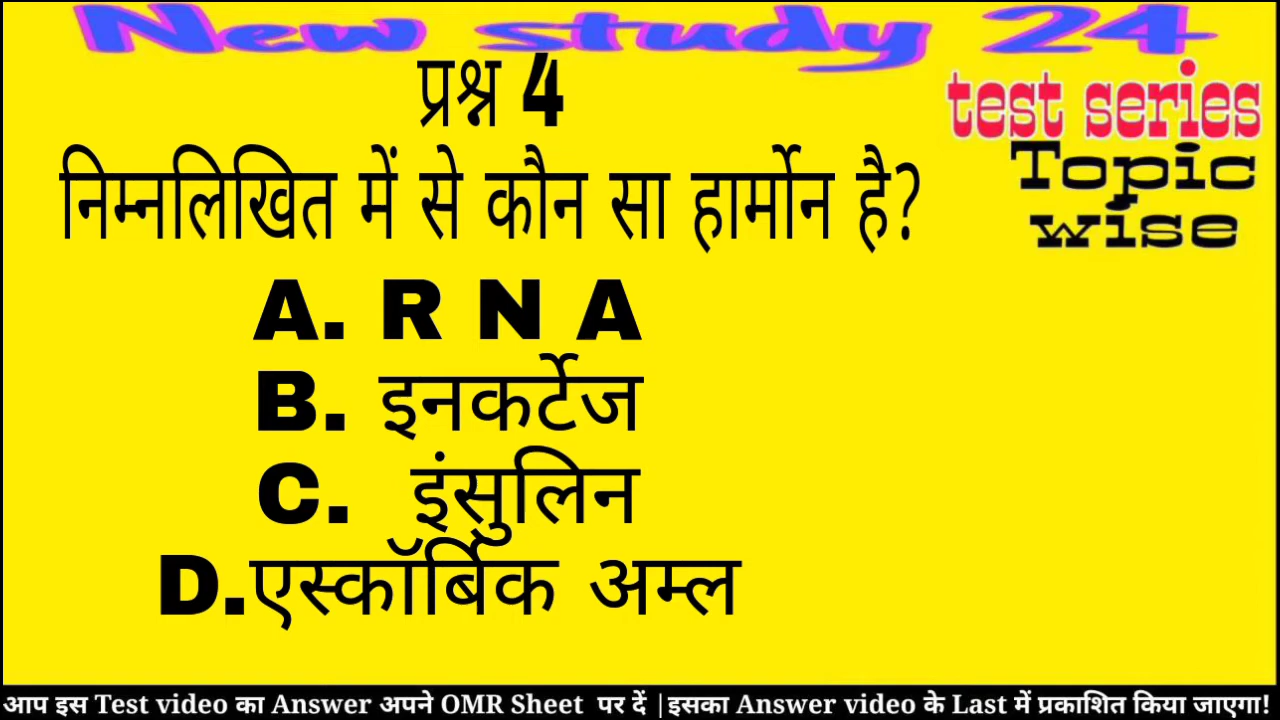 New study 24
test series
Topic
wise
प्रश्न 4
निम्नलिखित में से कौन सा हार्मोन है?
A. R N A
B. इनकर्टेज
C. इंसुलिन
D.एस्कॉर्बिक अम्ल
आप इस Test video का Answer अपने OMR Sheet पर दें |इसका Answer video के Last में प्रकाशित किया जाएगा!